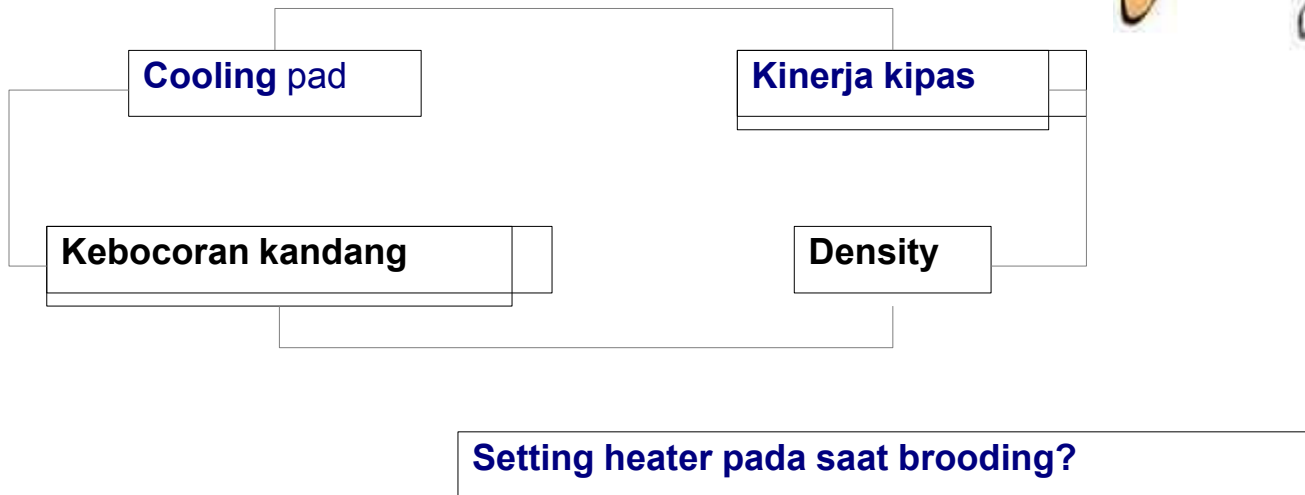 Cooling pad
Kinerja kipas
Kebocoran kandang
Density
Setting heater pada saat brooding?